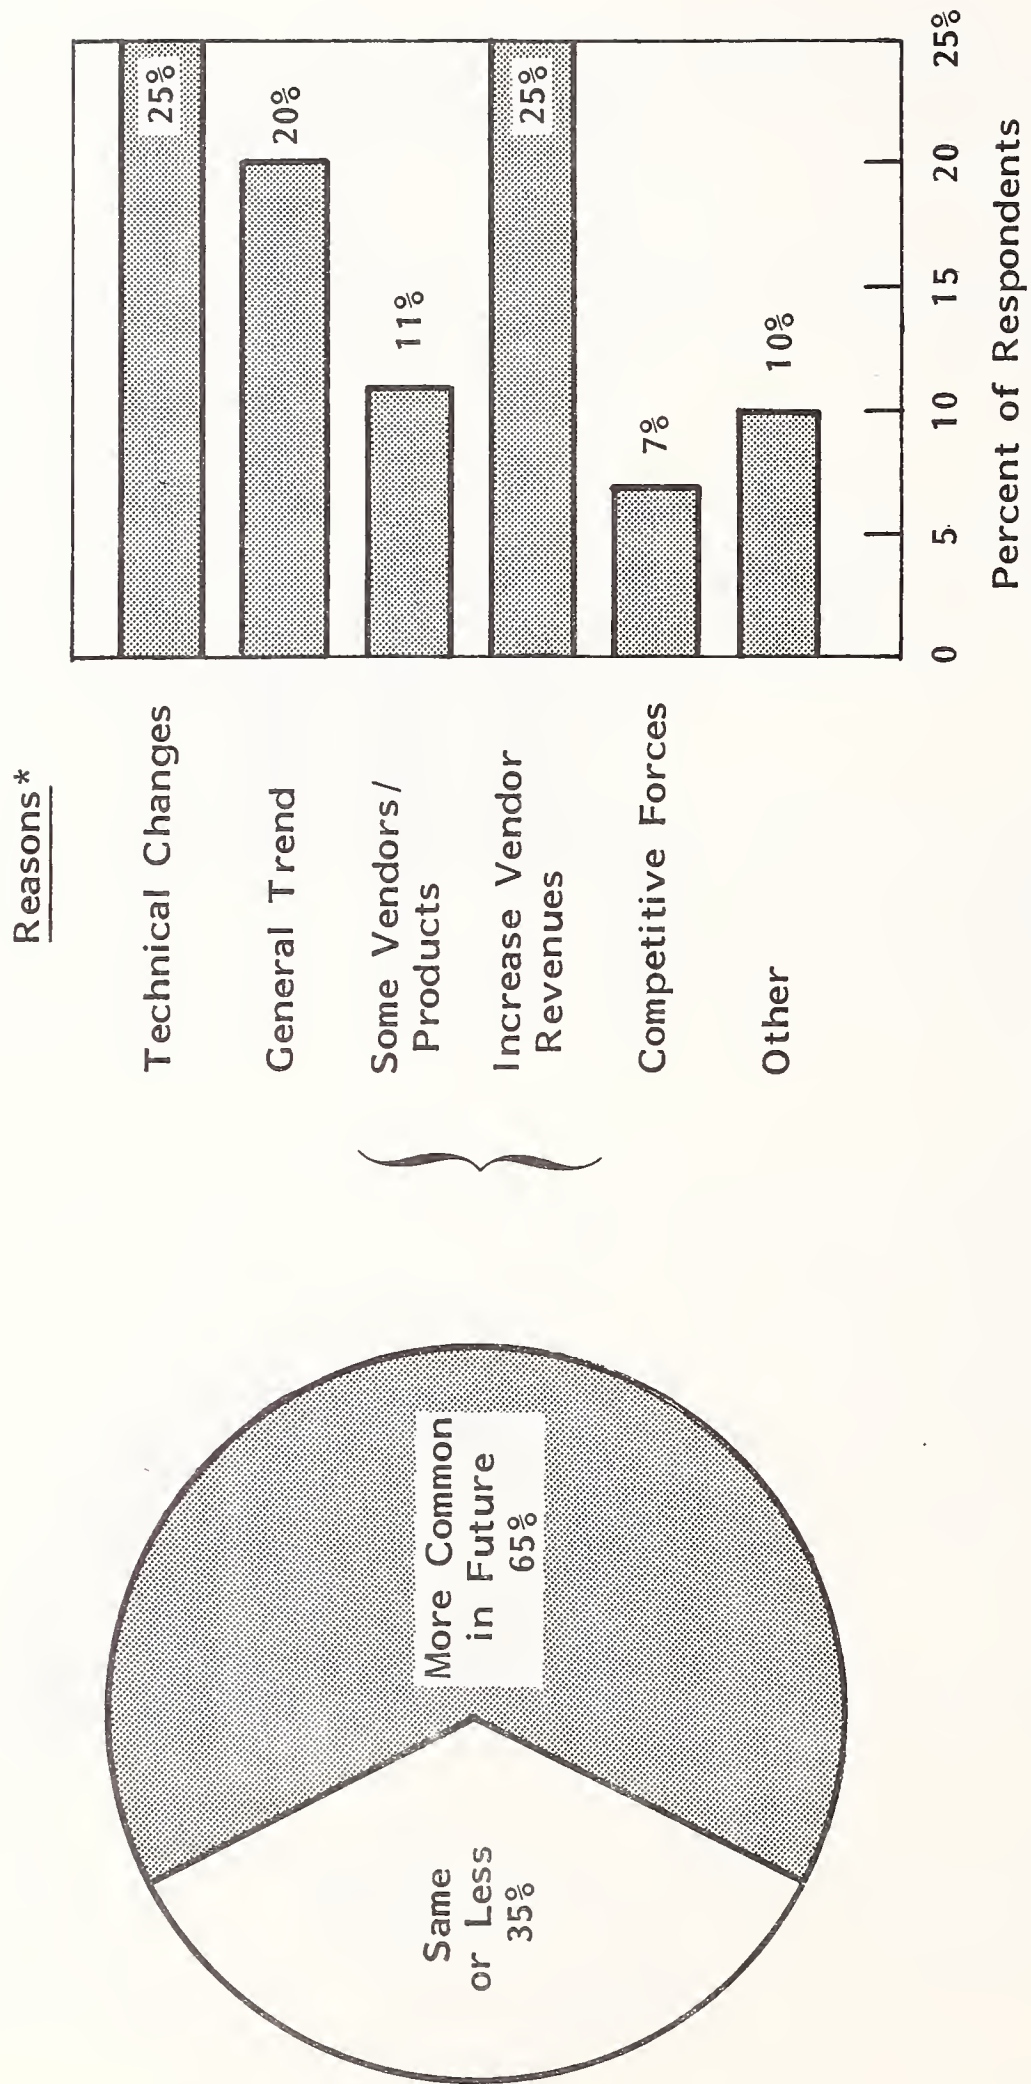 Same
or Less
35%
More Common
in Future
65%
Reasons*
Technical Changes
25%
General Trend
20%
Some Vendors/
Products
11%
Increase Vendor
Revenues
25%
Competitive Forces
7%
Other
10%
0 5 10 15 20 25%
Percent of Respondents